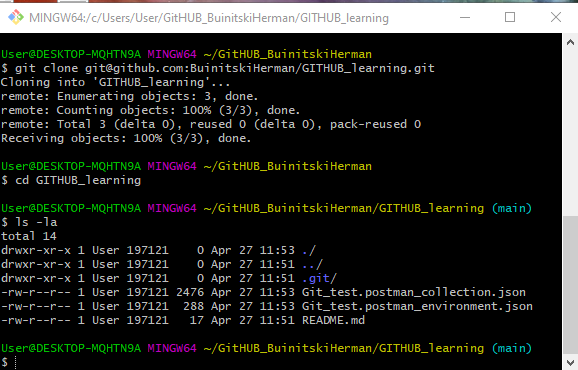 MINGW64:/c/Users/User/GitHUB_BuinitskiHerman/GITHUB_learning
User@DESKTOP-MQHTN9A MINGW64 ~/GitHUB_BuinitskiHerman
$ git clone git@github.com:BuinitskiHerman/GITHUB_learning.git
Cloning into 'GITHUB_learning'...
remote: Enumerating objects: 3, done.
remote: Counting objects: 100% (3/3), done.
remote: Total 3 (delta 0), reused 0 (delta 0), pack-reused 0
Receiving objects: 100% (3/3), done.
User@DESKTOP-MQHTN9A MINGW64 ~/GitHUB_BuinitskiHerman
$ cd GITHUB_learning
User@DESKTOP-MQHTN9A MINGW64 ~/GitHUB_BuinitskiHerman/GITHUB_learning (main)
$ ls -la
total 14
drwxr-xr-x 1 User 197121    0 Apr 27 11:53 ./
drwxr-xr-x 1 User 197121    0 Apr 27 11:51 ../
drwxr-xr-x 1 User 197121    0 Apr 27 11:51 .git/
-rw-r--r-- 1 User 197121 2476 Apr 27 11:53 Git_test.postman_collection.json
-rw-r--r-- 1 User 197121  288 Apr 27 11:53 Git_test.postman_environment.json
-rw-r--r-- 1 User 197121   17 Apr 27 11:51 README.md
User@DESKTOP-MQHTN9A MINGW64 ~/GitHUB_BuinitskiHerman/GITHUB_learning (main)
$